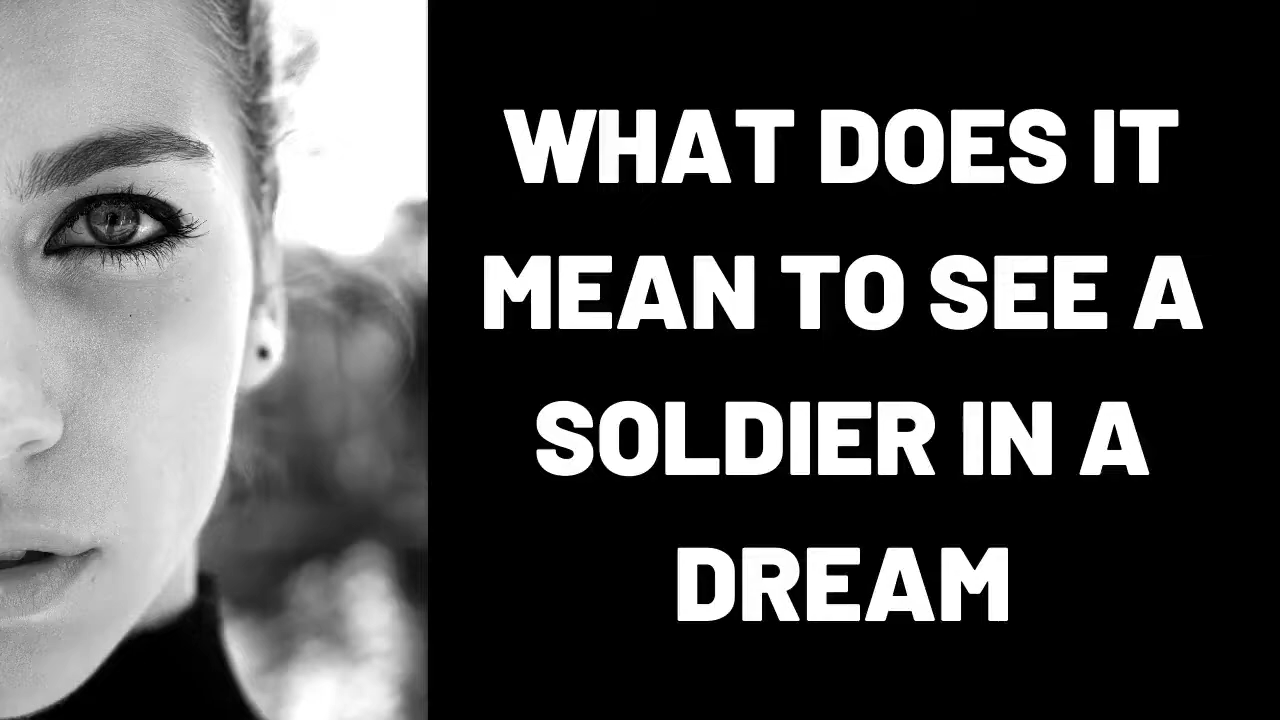 WHAT DOES IT
MEAN TO SEE A
SOLDIER IN A
DREAM